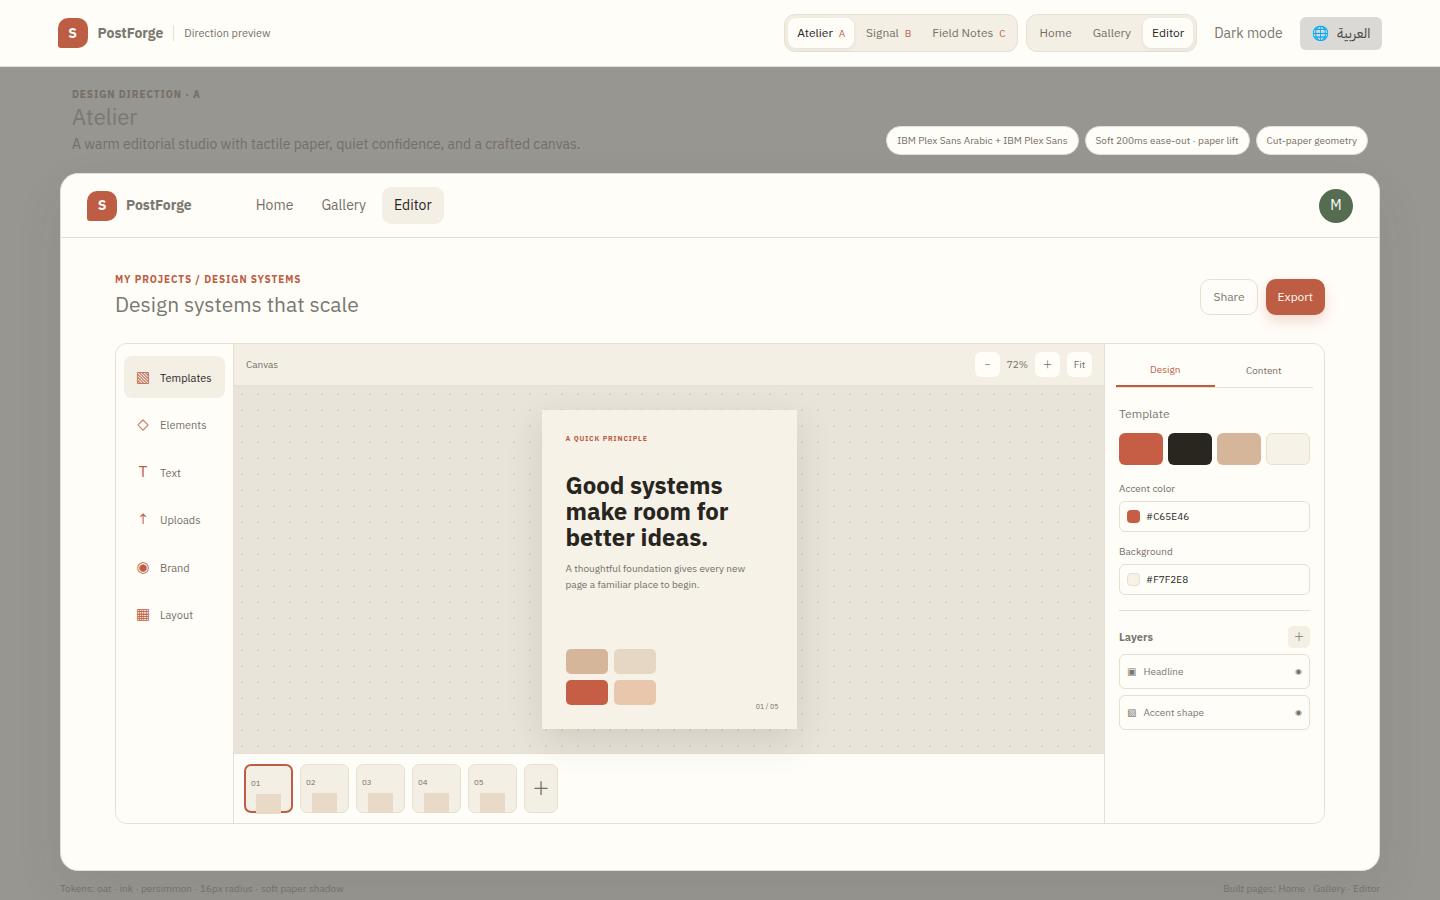 S PostForge Direction preview
Atelier A Signal B Field Notes C
Home Gallery Editor
Dark mode
العربية
DESIGN DIRECTION · A
Atelier
A warm editorial studio with tactile paper, quiet confidence, and a crafted canvas.
IBM Plex Sans Arabic + IBM Plex Sans
Soft 200ms ease-out · paper lift
Cut-paper geometry
S PostForge
Home Gallery Editor
M
MY PROJECTS / DESIGN SYSTEMS
Design systems that scale
Share Export
Templates
Elements
T Text
Uploads
Brand
Layout
Canvas
− 72% + Fit
A QUICK PRINCIPLE
Good systems
make room for
better ideas.
A thoughtful foundation gives every new
page a familiar place to begin.
01 / 05
01 02 03 04 05 +
Design Content
Template
Accent color
#C65E46
Background
#F7F2E8
Layers +
Headline
Accent shape
Tokens: oat · ink · persimmon · 16px radius · soft paper shadow
Built pages: Home · Gallery · Editor